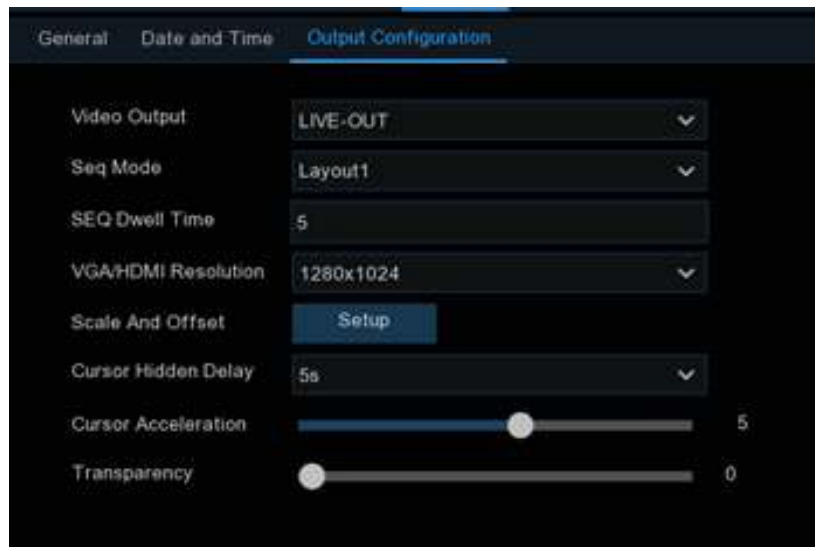 General Date and Time Output Configuration
Video Output LIVE-OUT
Seq Mode Layout1
SEQ Dwell Time 5
VGA/HDMI Resolution 1280x1024
Scale And Offset Setup
Cursor Hidden Delay 5s
Cursor Acceleration 5
Transparency 0